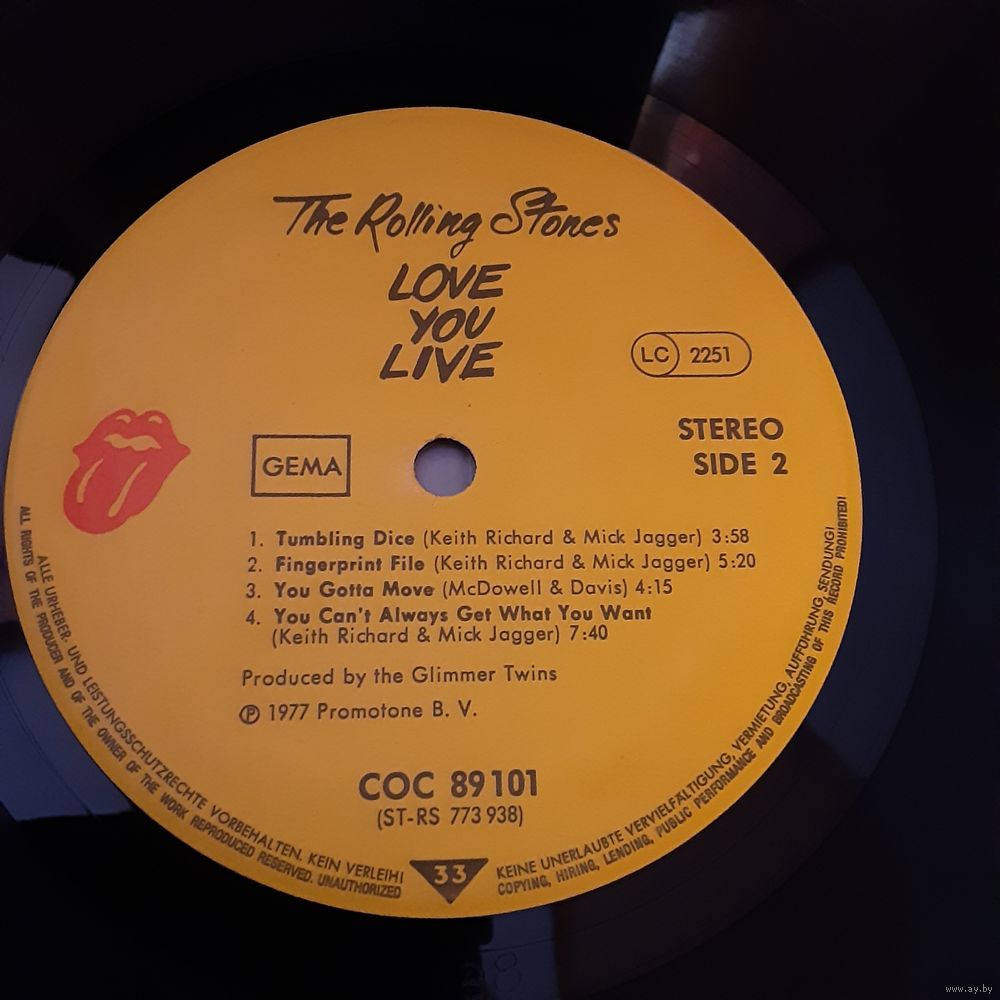 The Rolling Stones
LOVE
YOU
LIVE
LC 2251
GEMA
STEREO
SIDE 2
1. Tumbling Dice (Keith Richard & Mick Jagger) 3:58
2. Fingerprint File (Keith Richard & Mick Jagger) 5:20
3. You Gotta Move (McDowell & Davis) 4:15
4. You Can't Always Get What You Want
(Keith Richard & Mick Jagger) 7:40
Produced by the Glimmer Twins
℗ 1977 Promotone B. V.
COC 89 101
(ST-RS 773 938)
33
ALLE URHEBER- UND LEISTUNGSSCHUTZRECHTE VORBEHALTEN. KEIN VERLEIH! KEINE UNERLAUBTE VERVIELFÄLTIGUNG, VERMIETUNG, AUFFÜHRUNG, SENDUNG!
ALL RIGHTS OF THE PRODUCER AND OF THE OWNER OF THE WORK REPRODUCED RESERVED. UNAUTHORIZED COPYING, HIRING, LENDING, PUBLIC PERFORMANCE AND BROADCASTING OF THIS RECORD PROHIBITED!
www.ay.by